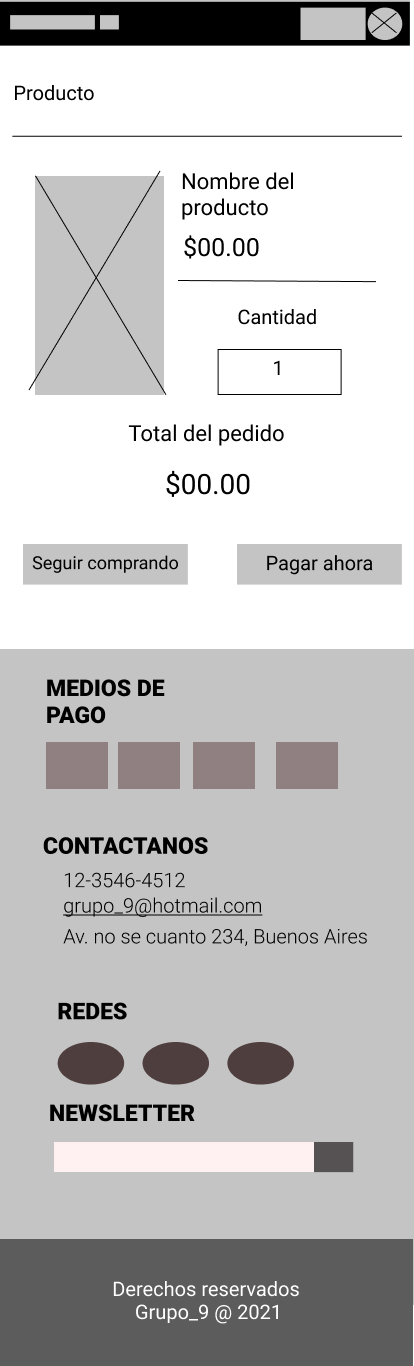 Producto
Nombre del
producto
$00.00
Cantidad
1
Total del pedido
$00.00
Seguir comprando
Pagar ahora
MEDIOS DE
PAGO
CONTACTANOS
12-3546-4512
grupo_9@hotmail.com
Av. no se cuanto 234, Buenos Aires
REDES
NEWSLETTER
Derechos reservados
Grupo_9 @ 2021